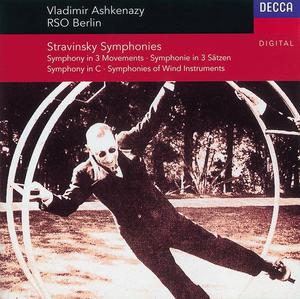 Vladimir Ashkenazy
RSO Berlin
DECCA
DIGITAL
Stravinsky Symphonies
Symphony in 3 Movements · Symphonie in 3 Sätzen
Symphony in C · Symphonies of Wind Instruments